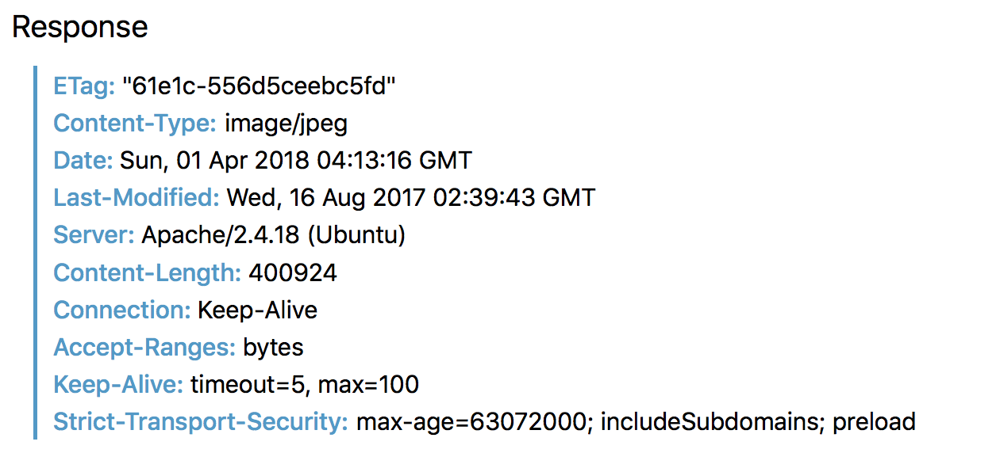 Response
ETag: "61e1c-556d5ceebc5fd"
Content-Type: image/jpeg
Date: Sun, 01 Apr 2018 04:13:16 GMT
Last-Modified: Wed, 16 Aug 2017 02:39:43 GMT
Server: Apache/2.4.18 (Ubuntu)
Content-Length: 400924
Connection: Keep-Alive
Accept-Ranges: bytes
Keep-Alive: timeout=5, max=100
Strict-Transport-Security: max-age=63072000; includeSubdomains; preload